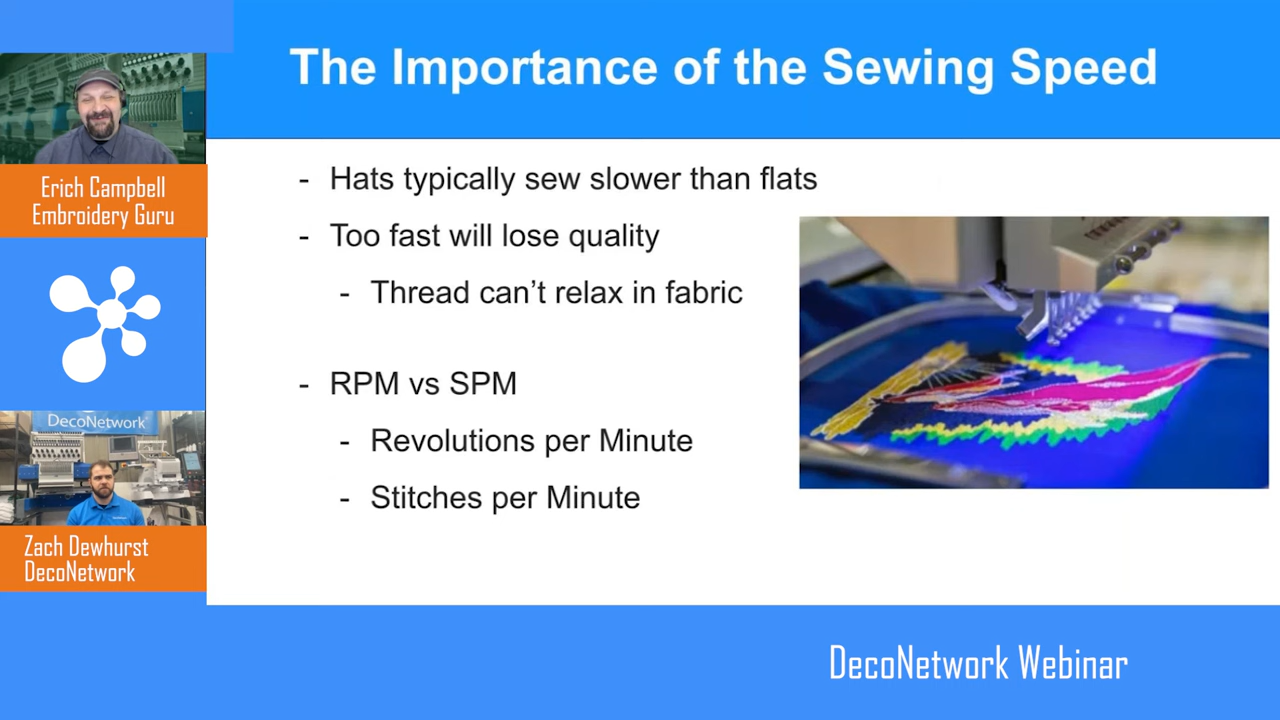 The Importance of the Sewing Speed
Erich Campbell
Embroidery Guru
DecoNetwork
Zach Dewhurst
DecoNetwork
- Hats typically sew slower than flats
- Too fast will lose quality
- Thread can't relax in fabric
- RPM vs SPM
- Revolutions per Minute
- Stitches per Minute
DecoNetwork Webinar